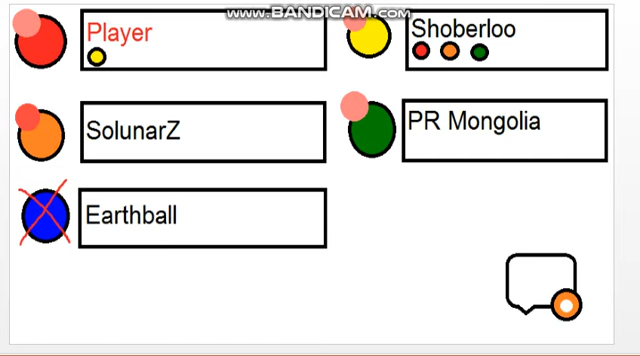 www.BANDICAM.com
Player
Shoberloo
SolunarZ
PR Mongolia
Earthball